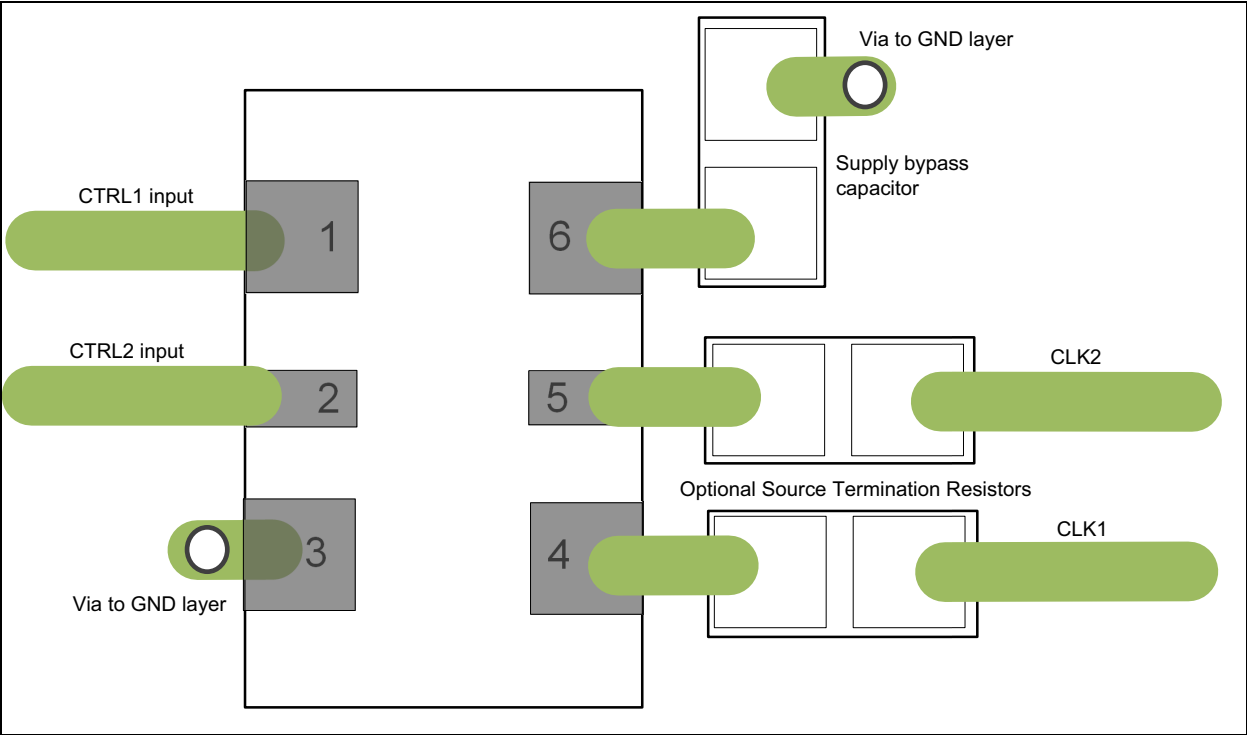 Via to GND layer
Supply bypass
capacitor
CTRL1 input
1
6
CTRL2 input
2
5
CLK2
Optional Source Termination Resistors
3
4
CLK1
Via to GND layer